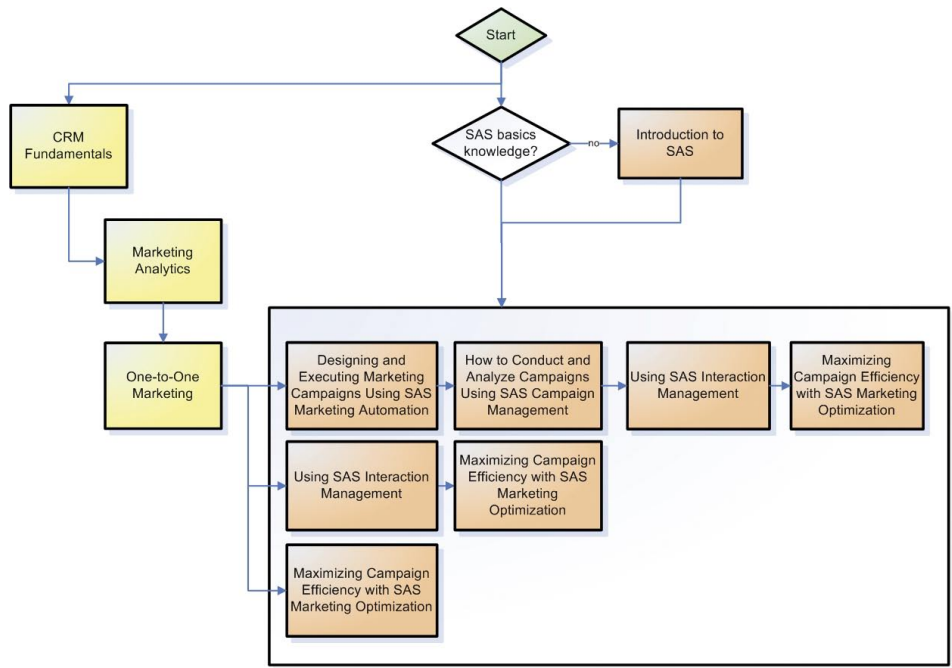 Start
CRM
Fundamentals
SAS basics
knowledge?
no
Introduction to
SAS
Marketing
Analytics
One-to-One
Marketing
Designing and
Executing Marketing
Campaigns Using SAS
Marketing Automation
How to Conduct and
Analyze Campaigns
Using SAS Campaign
Management
Using SAS Interaction
Management
Maximizing
Campaign Efficiency
with SAS Marketing
Optimization
Using SAS Interaction
Management
Maximizing Campaign
Efficiency with SAS
Marketing
Optimization
Maximizing Campaign
Efficiency with SAS
Marketing Optimization